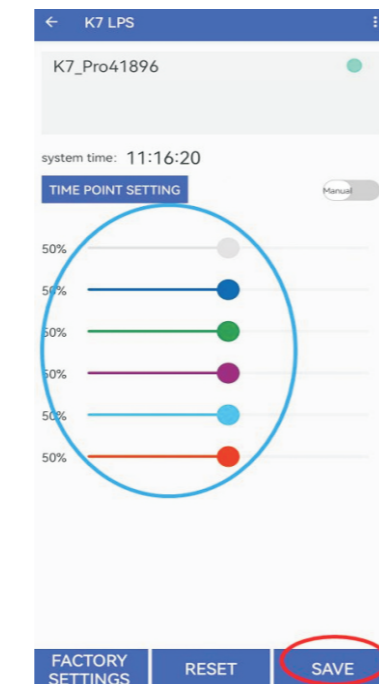 K7 LPS
K7_Pro41896
system time: 11:16:20
TIME POINT SETTING
Manual
50%
50%
50%
50%
50%
50%
FACTORY
SETTINGS
RESET
SAVE